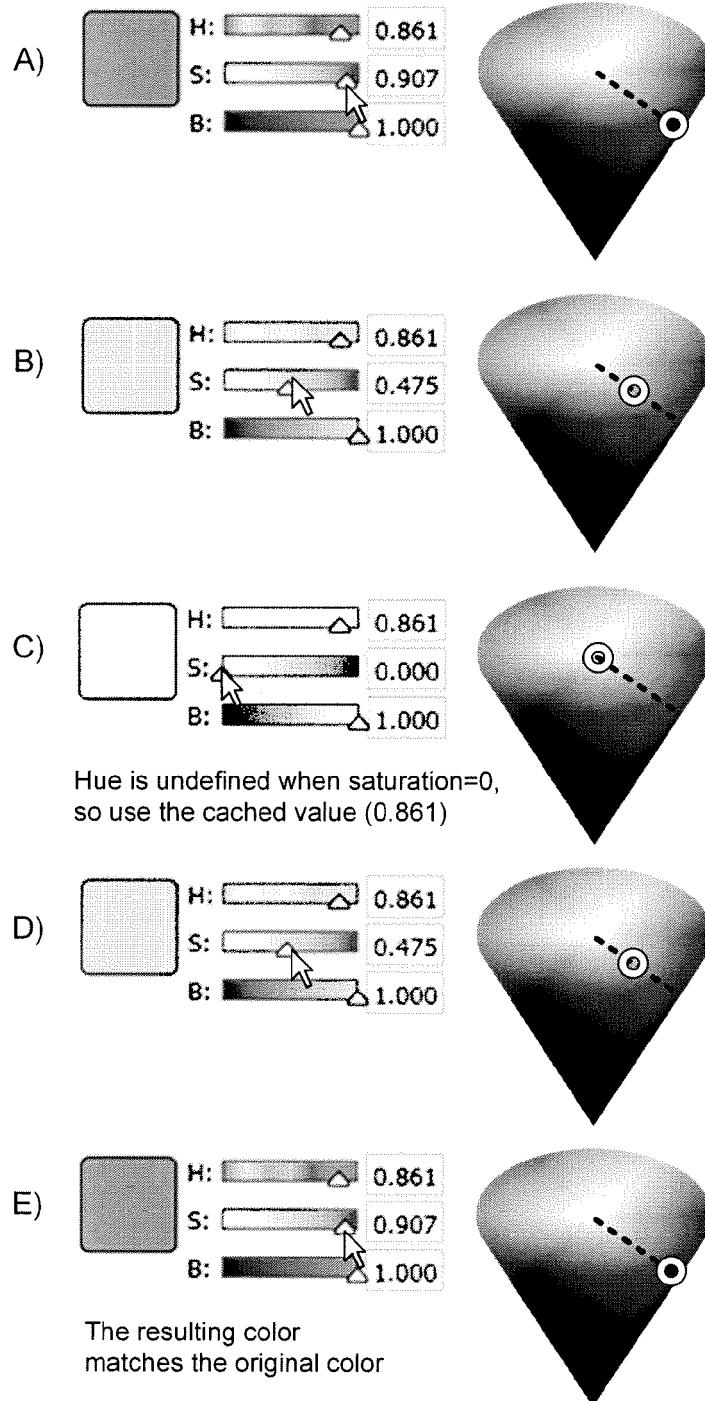 A)
H: 0.861
S: 0.907
B: 1.000
B)
H: 0.861
S: 0.475
B: 1.000
C)
H: 0.861
S: 0.000
B: 1.000
Hue is undefined when saturation=0,
so use the cached value (0.861)
D)
H: 0.861
S: 0.475
B: 1.000
E)
H: 0.861
S: 0.907
B: 1.000
The resulting color
matches the original color